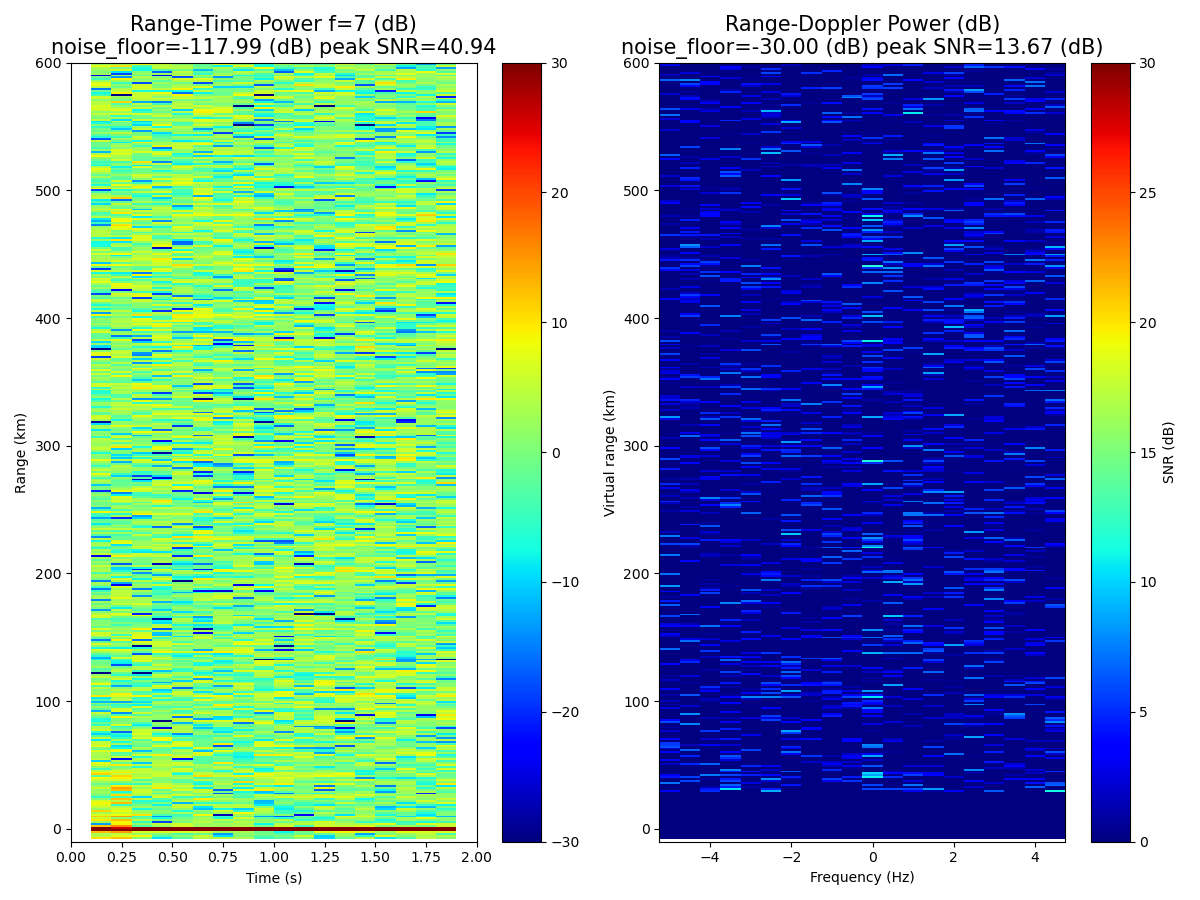 Range-Time Power f=7 (dB)
noise_floor=-117.99 (dB) peak SNR=40.94
Range (km)
600
500
400
300
200
100
0
0.00 0.25 0.50 0.75 1.00 1.25 1.50 1.75 2.00
Time (s)
30
20
10
0
−10
−20
−30
Range-Doppler Power (dB)
noise_floor=-30.00 (dB) peak SNR=13.67 (dB)
Virtual range (km)
600
500
400
300
200
100
0
−4 −2 0 2 4
Frequency (Hz)
30
25
20
15
10
5
0
SNR (dB)